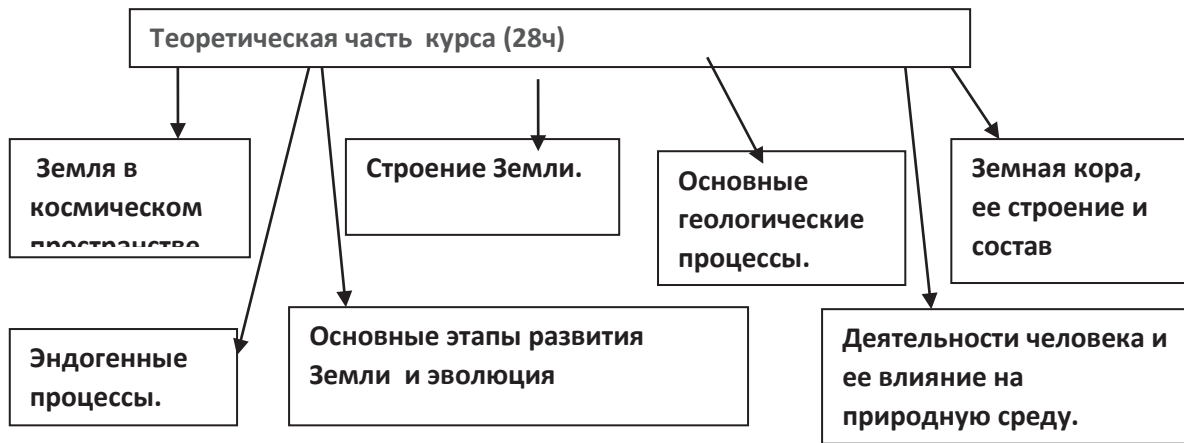 Теоретическая часть курса (28ч)
Земля в
космическом
пространстве
Строение Земли.
Основные
геологические
процессы.
Земная кора,
ее строение и
состав
Эндогенные
процессы.
Основные этапы развития
Земли и эволюция
Деятельности человека и
ее влияние на
природную среду.